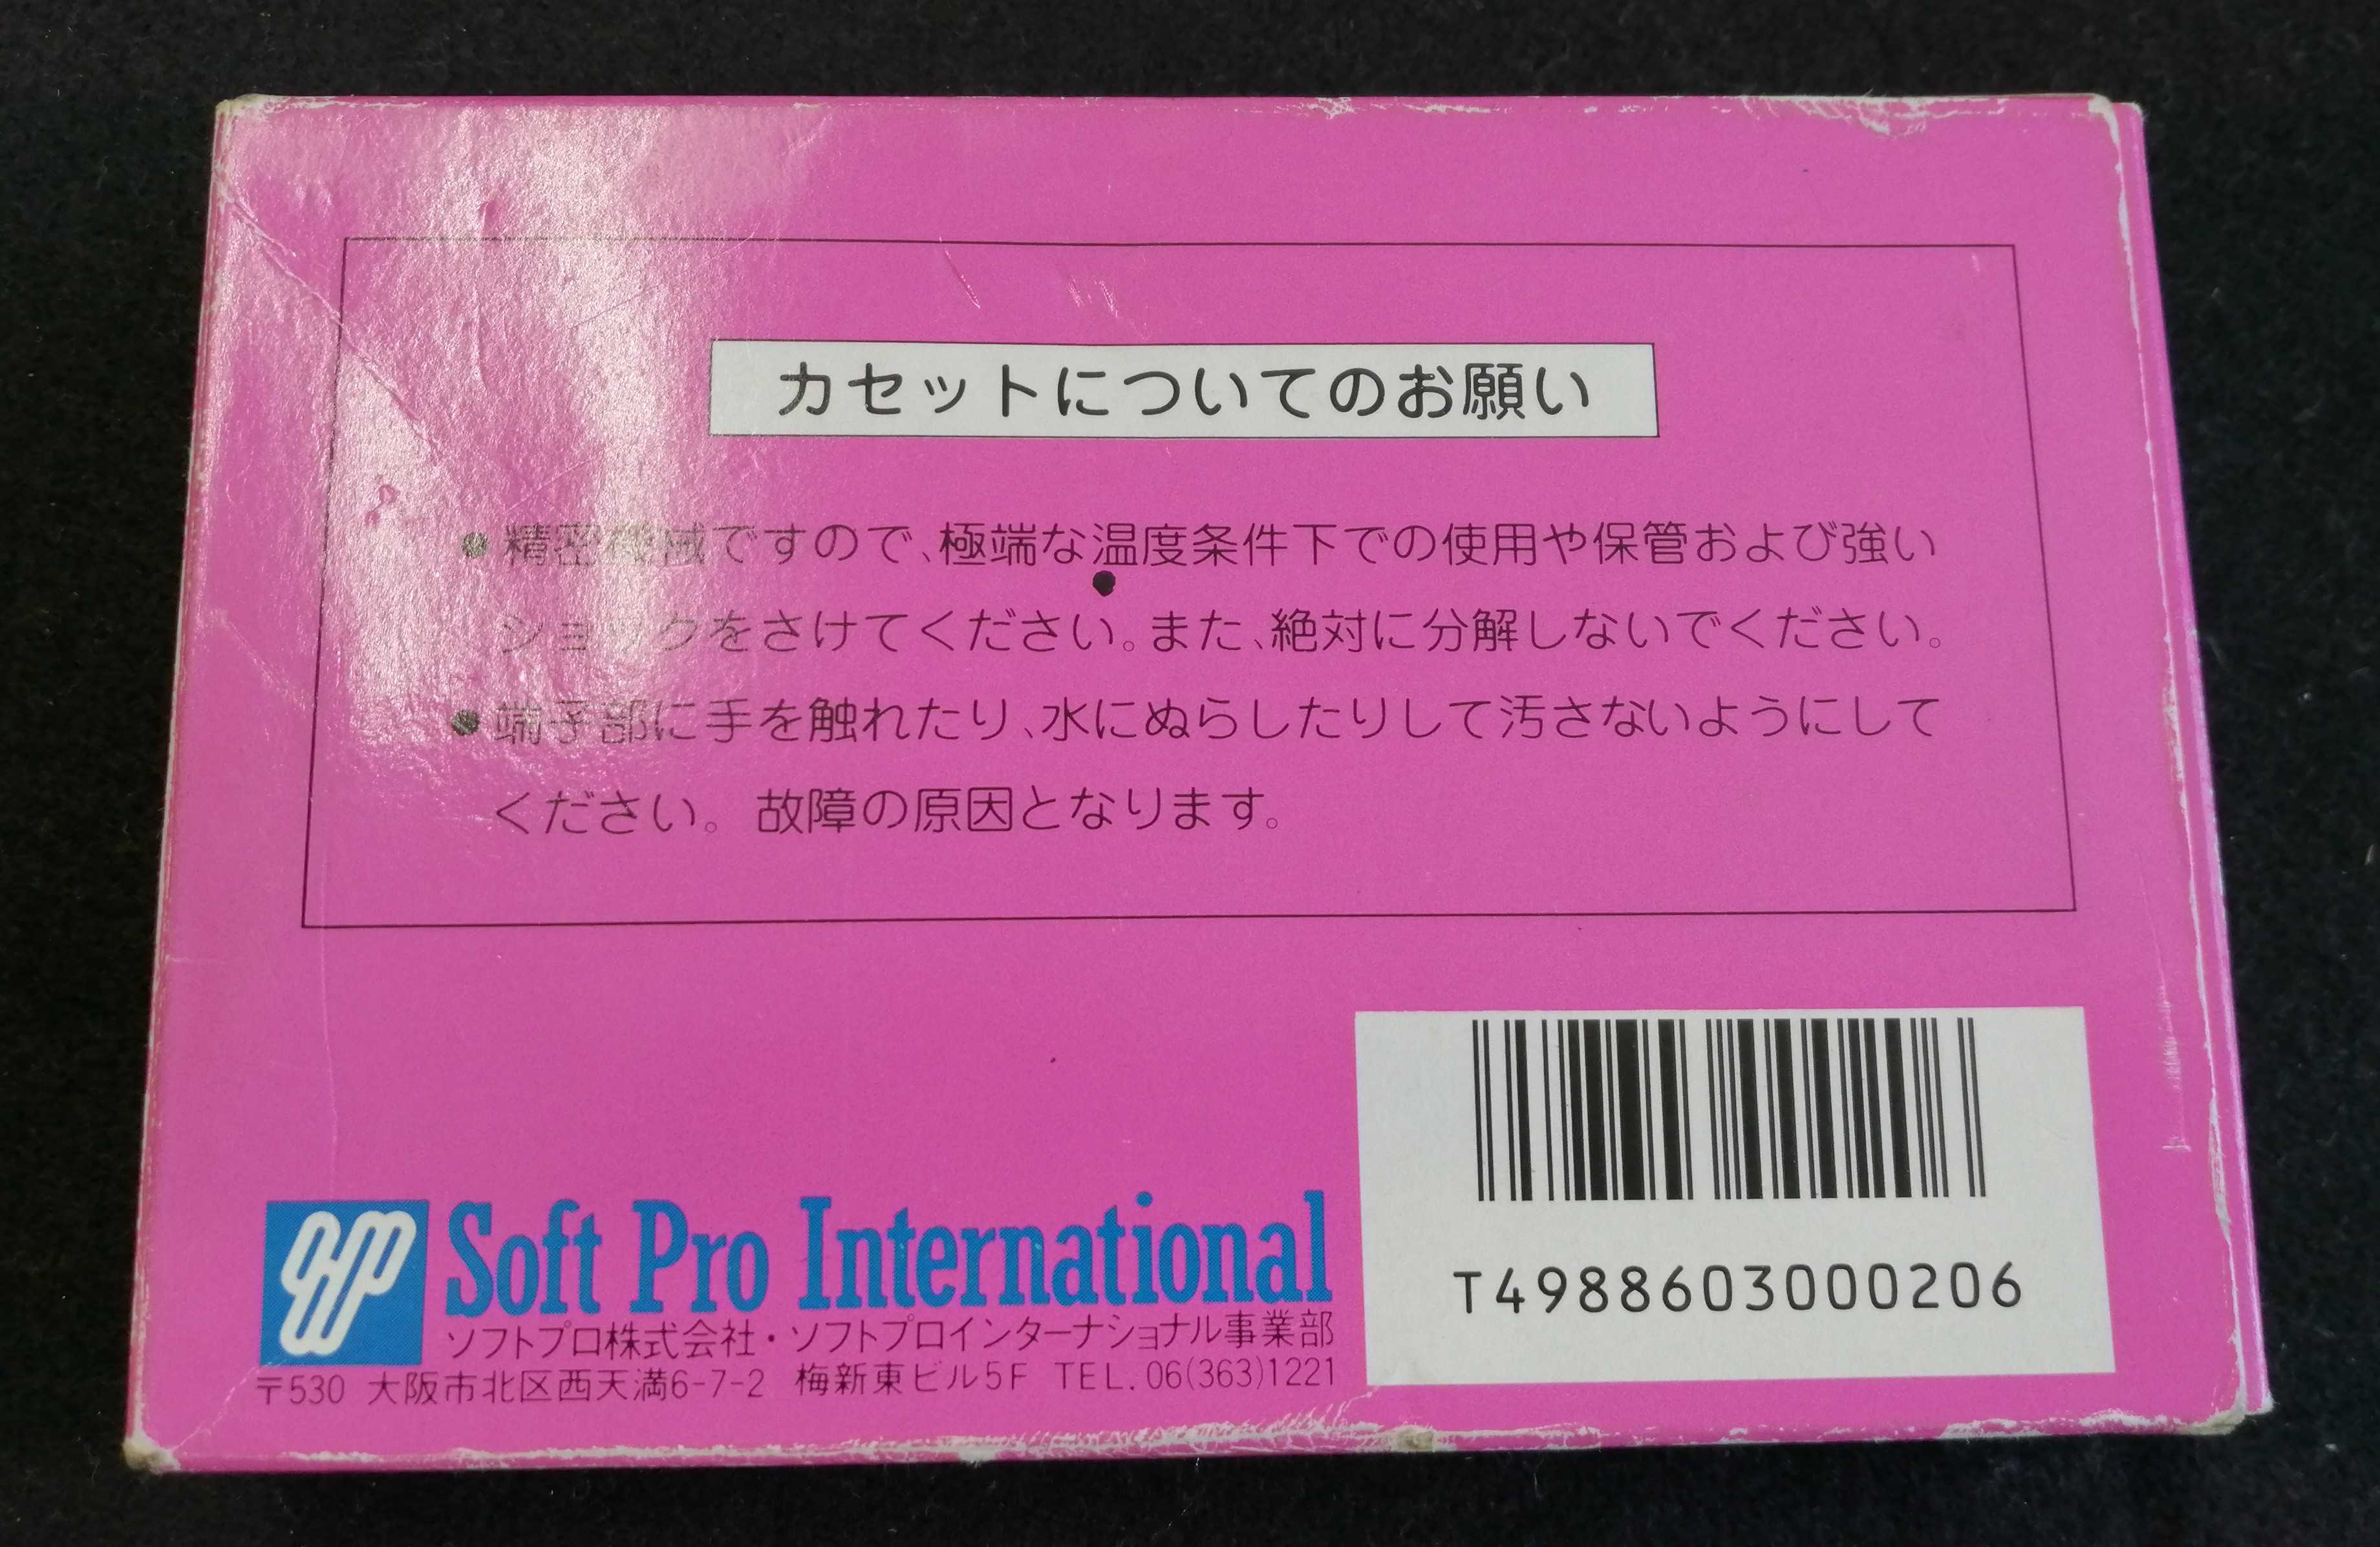 カセットについてのお願い
●精密機械ですので、極端な温度条件下での使用や保管および強い
ショックをさけてください。また、絶対に分解しないでください。
●端子部に手を触れたり、水にぬらしたりして汚さないようにして
ください。故障の原因となります。
Soft Pro International
ソフトプロ株式会社・ソフトプロインターナショナル事業部
〒530 大阪市北区西天満6-7-2 梅新東ビル5F TEL.06(363)1221
T4988603000206